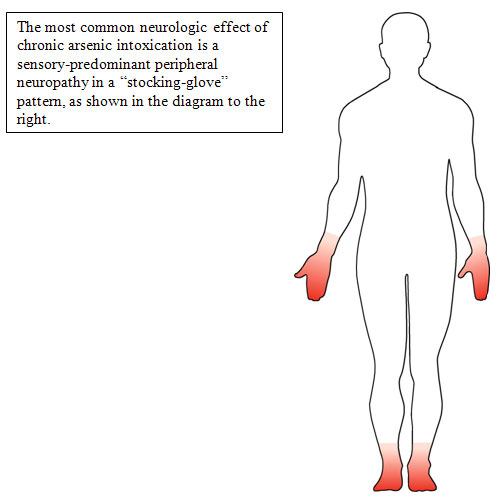 The most common neurologic effect of
chronic arsenic intoxication is a
sensory-predominant peripheral
neuropathy in a “stocking-glove”
pattern, as shown in the diagram to the
right.